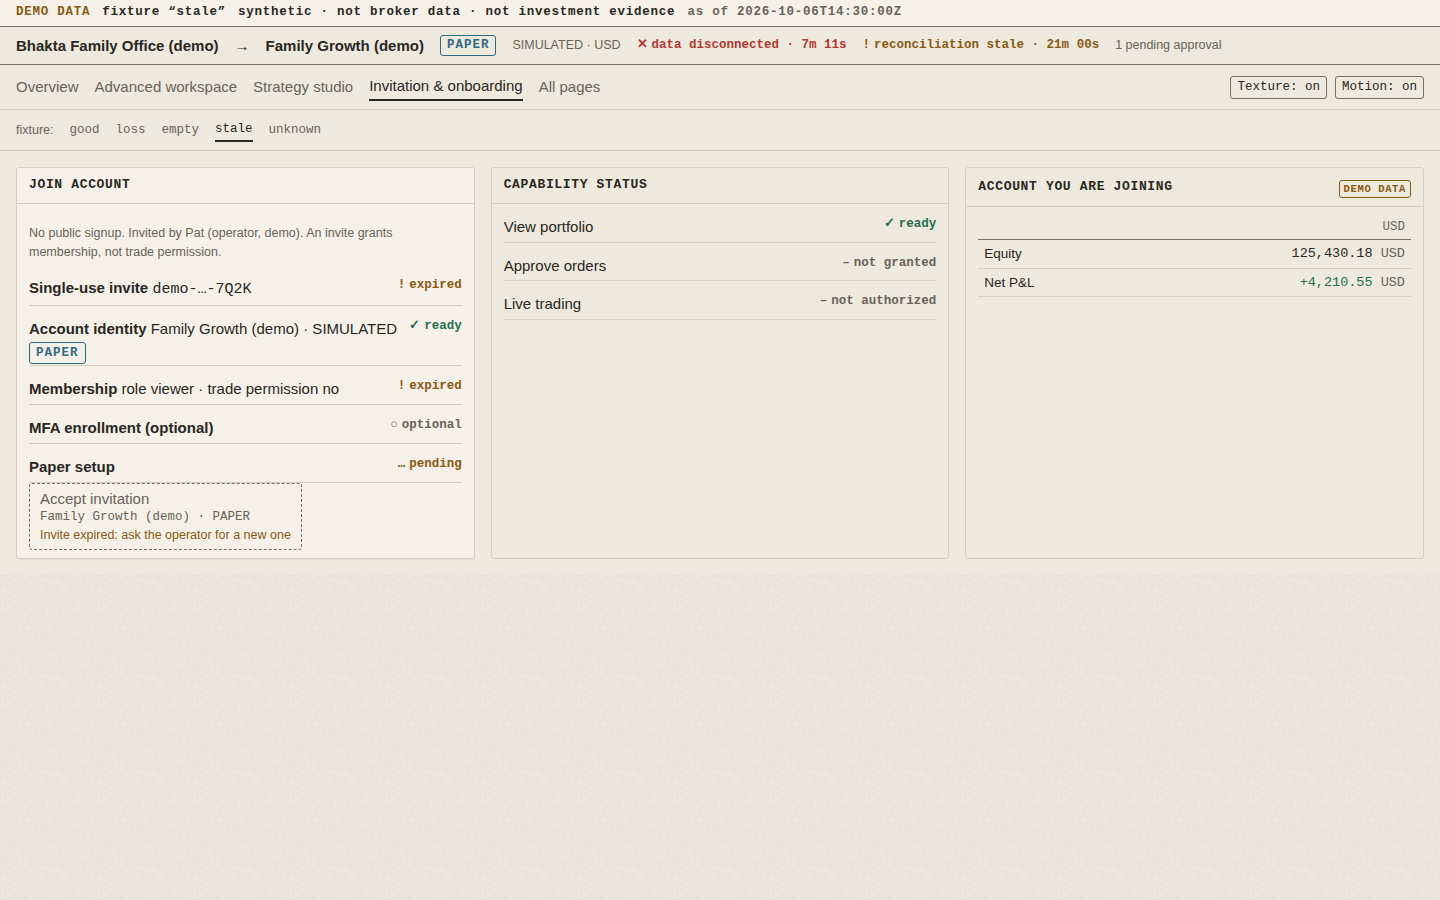 DEMO DATA fixture “stale” synthetic · not broker data · not investment evidence as of 2026-10-06T14:30:00Z
Bhakta Family Office (demo) → Family Growth (demo) PAPER SIMULATED · USD ✕ data disconnected · 7m 11s ! reconciliation stale · 21m 00s 1 pending approval
Overview Advanced workspace Strategy studio Invitation & onboarding All pages Texture: on Motion: on
fixture: good loss empty stale unknown
JOIN ACCOUNT
No public signup. Invited by Pat (operator, demo). An invite grants
membership, not trade permission.
Single-use invite demo-…-7Q2K ! expired
Account identity Family Growth (demo) · SIMULATED ✓ ready
PAPER
Membership role viewer · trade permission no ! expired
MFA enrollment (optional) ○ optional
Paper setup … pending
Accept invitation
Family Growth (demo) · PAPER
Invite expired: ask the operator for a new one
CAPABILITY STATUS
View portfolio ✓ ready
Approve orders – not granted
Live trading – not authorized
ACCOUNT YOU ARE JOINING DEMO DATA
USD
Equity 125,430.18 USD
Net P&L +4,210.55 USD